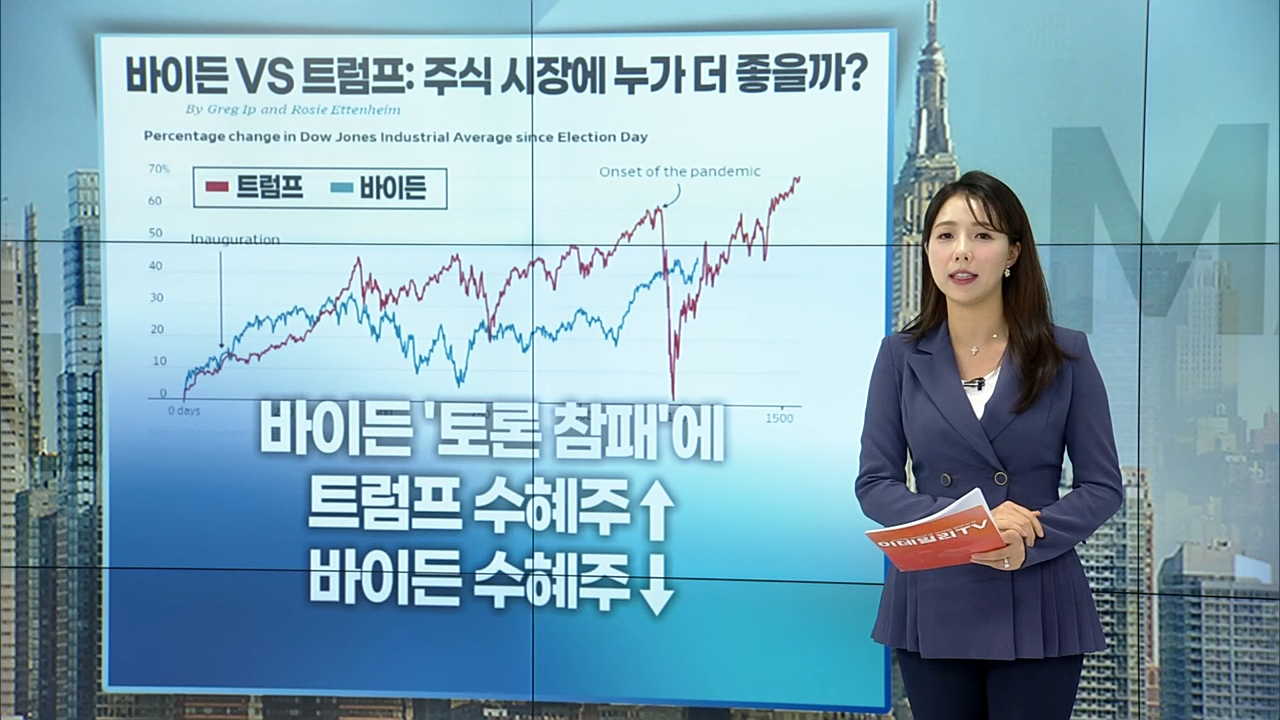 바이든 VS 트럼프: 주식 시장에 누가 더 좋을까?
By Greg Ip and Rosie Ettenheim
Percentage change in Dow Jones Industrial Average since Election Day
70%
트럼프 바이든
Onset of the pandemic
60
50
Inauguration
40
30
20
10
0
0 days
1500
바이든 '토론 참패'에
트럼프 수혜주↑
바이든 수혜주↓
이데일리TV
M